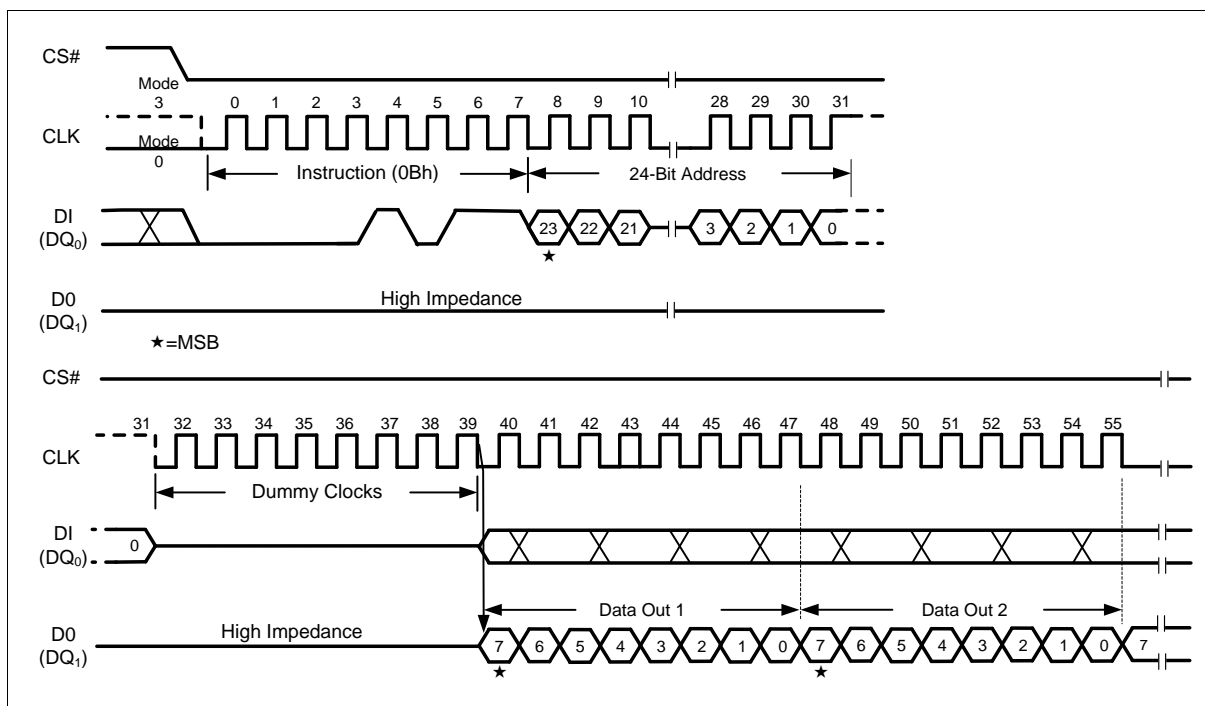 CS#
Mode
3
0 1 2 3 4 5 6 7 8 9 10 28 29 30 31
CLK
Mode
0
Instruction (0Bh)
24-Bit Address
DI
(DQ0)
23 22 21 3 2 1 0
★
D0
(DQ1)
High Impedance
★=MSB
CS#
31 32 33 34 35 36 37 38 39 40 41 42 43 44 45 46 47 48 49 50 51 52 53 54 55
CLK
Dummy Clocks
DI
(DQ0)
0
Data Out 1
Data Out 2
D0
(DQ1)
High Impedance
7 6 5 4 3 2 1 0 7 6 5 4 3 2 1 0 7
★ ★